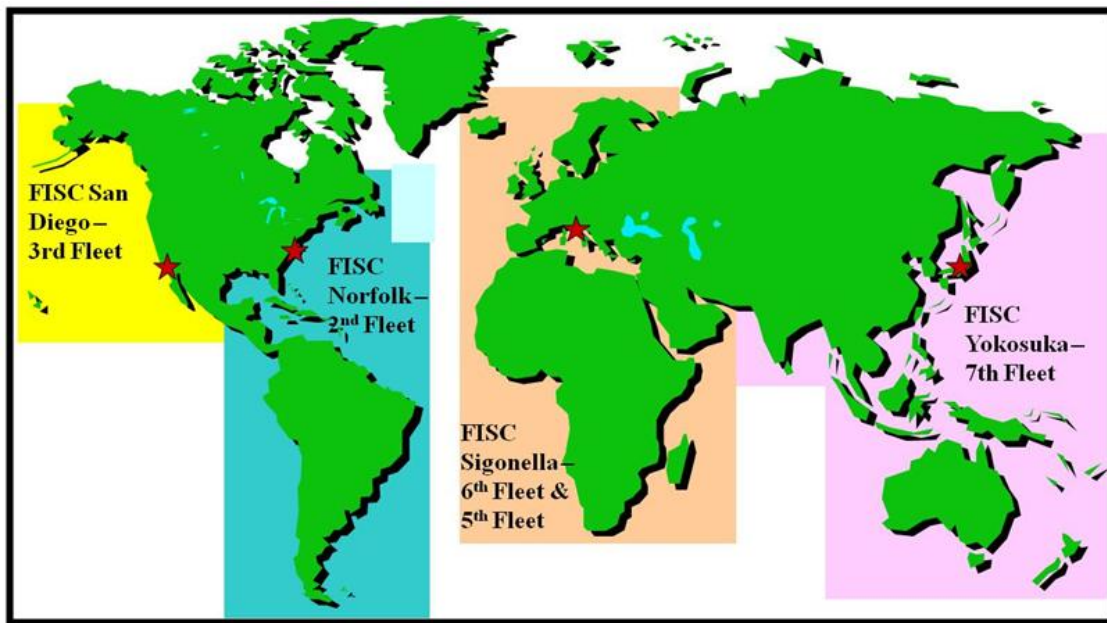 FISC San
Diego–
3rd Fleet
FISC
Norfolk–
2nd Fleet
FISC
Sigonella–
6th Fleet &
5th Fleet
FISC
Yokosuka–
7th Fleet